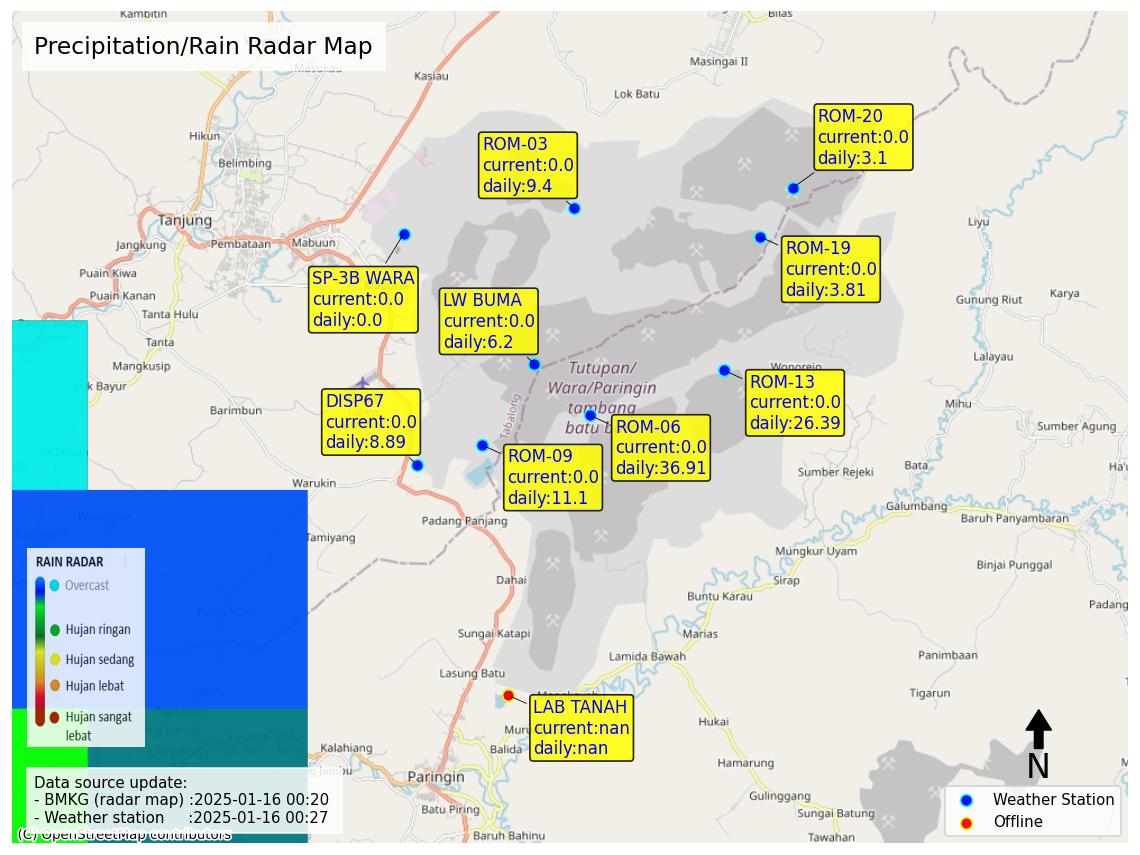 Kambitin
Bilas
Precipitation/Rain Radar Map
Masukau
Kasiau
Masingai II
Lok Batu
ROM-20
current:0.0
daily:3.1
Hikun
ROM-03
current:0.0
daily:9.4
Belimbing
Tanjung
Liyu
Jangkung
Pembataan
Mabuun
ROM-19
current:0.0
daily:3.81
Puain Kiwa
SP-3B WARA
current:0.0
daily:0.0
Puain Kanan
LW BUMA
current:0.0
daily:6.2
Karya
Gunung Riut
Tanta Hulu
Kanan
Tanta
Lalayau
Mangkusip
Tutupan/
Wara/Paringin
tambang
batu b
Wonorejo
ROM-13
current:0.0
daily:26.39
Luk Bayur
DISP67
current:0.0
daily:8.89
Barimbun
Tabalong
Mihu
ROM-06
current:0.0
daily:36.91
Sumber Agung
ROM-09
current:0.0
daily:11.1
Padangin
Sumber Rejeki
Bata
Ha'u
Warukin
Galumbang
Walangkir
Padang Panjang
Baruh Panyambaran
Tamiyang
Mungkur Uyam
Binjai Punggal
RAIN RADAR
Overcast
Hujan ringan
Hujan sedang
Hujan lebat
Hujan sangat
lebat
Dahai
Sirap
Buntu Karau
Padang
Pulau Ku'u
Sungai Katapi
Marias
Lamida Bawah
Panimbaan
Lasung Batu
Tigarun
LAB TANAH
current:nan
daily:nan
Hukai
Kalahiang
Balida
Hamarung
N
Paringin
Data source update:
- BMKG (radar map) :2025-01-16 00:20
- Weather station :2025-01-16 00:27
Gulinggang
Weather Station
Offline
Batu Piring
Sungai Batung
(C) OpenStreetMap contributors
Baruh Bahinu
Tawahan